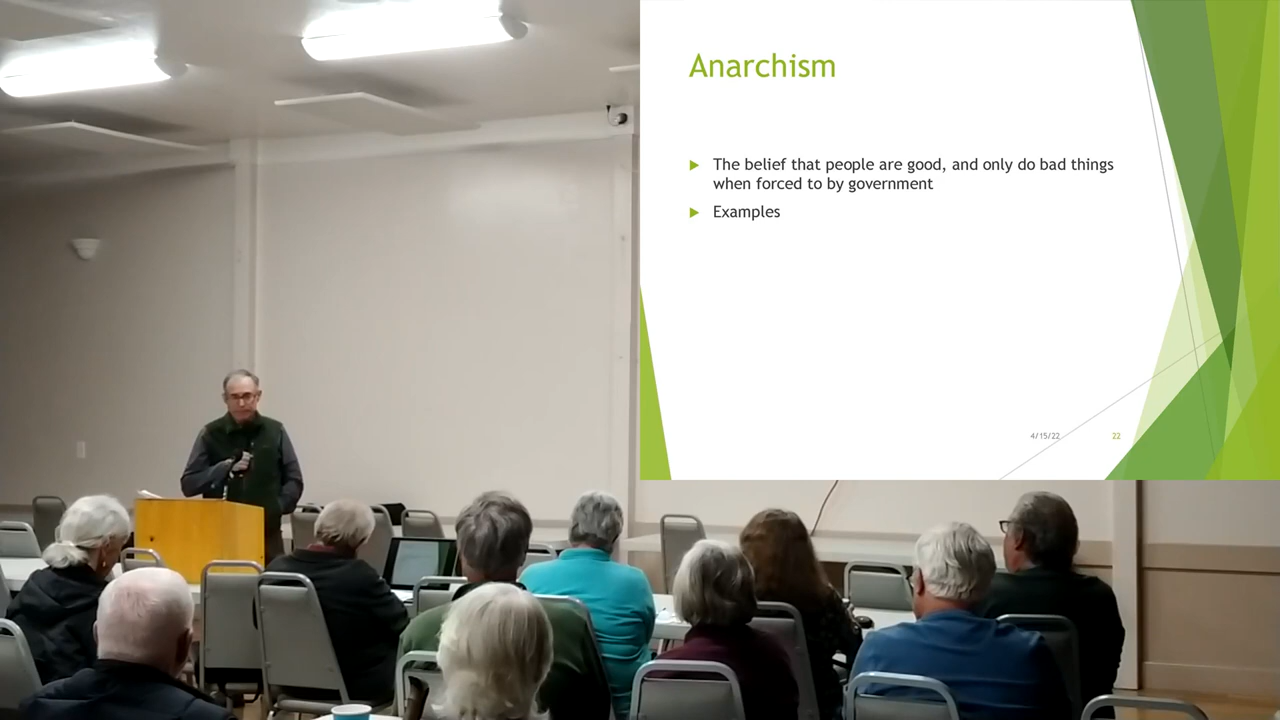 Anarchism
The belief that people are good, and only do bad things
when forced to by government
Examples
4/15/22
22